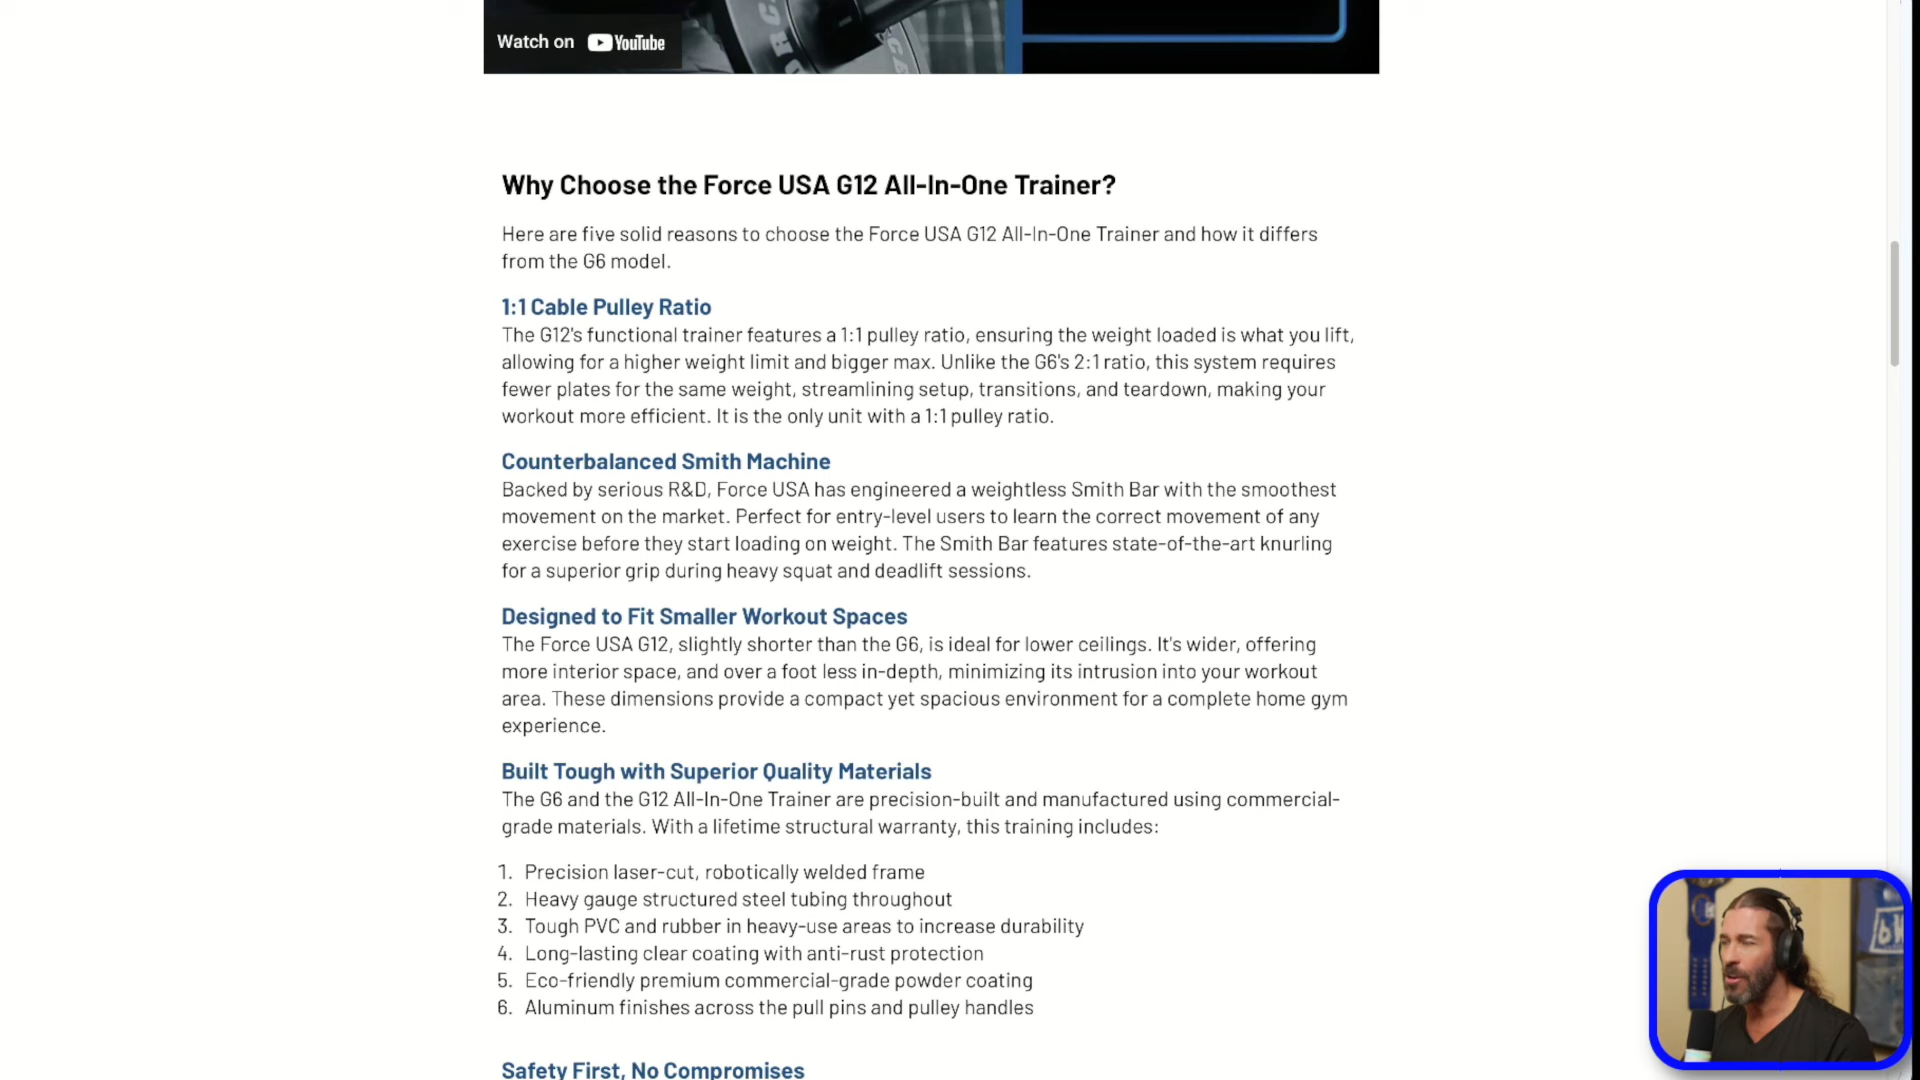 Watch on YouTube
Why Choose the Force USA G12 All-In-One Trainer?
Here are five solid reasons to choose the Force USA G12 All-In-One Trainer and how it differs
from the G6 model.
1:1 Cable Pulley Ratio
The G12's functional trainer features a 1:1 pulley ratio, ensuring the weight loaded is what you lift,
allowing for a higher weight limit and bigger max. Unlike the G6's 2:1 ratio, this system requires
fewer plates for the same weight, streamlining setup, transitions, and teardown, making your
workout more efficient. It is the only unit with a 1:1 pulley ratio.
Counterbalanced Smith Machine
Backed by serious R&D, Force USA has engineered a weightless Smith Bar with the smoothest
movement on the market. Perfect for entry-level users to learn the correct movement of any
exercise before they start loading on weight. The Smith Bar features state-of-the-art knurling
for a superior grip during heavy squat and deadlift sessions.
Designed to Fit Smaller Workout Spaces
The Force USA G12, slightly shorter than the G6, is ideal for lower ceilings. It's wider, offering
more interior space, and over a foot less in-depth, minimizing its intrusion into your workout
area. These dimensions provide a compact yet spacious environment for a complete home gym
experience.
Built Tough with Superior Quality Materials
The G6 and the G12 All-In-One Trainer are precision-built and manufactured using commercial-
grade materials. With a lifetime structural warranty, this training includes:
1. Precision laser-cut, robotically welded frame
2. Heavy gauge structured steel tubing throughout
3. Tough PVC and rubber in heavy-use areas to increase durability
4. Long-lasting clear coating with anti-rust protection
5. Eco-friendly premium commercial-grade powder coating
6. Aluminum finishes across the pull pins and pulley handles
Safety First, No Compromises